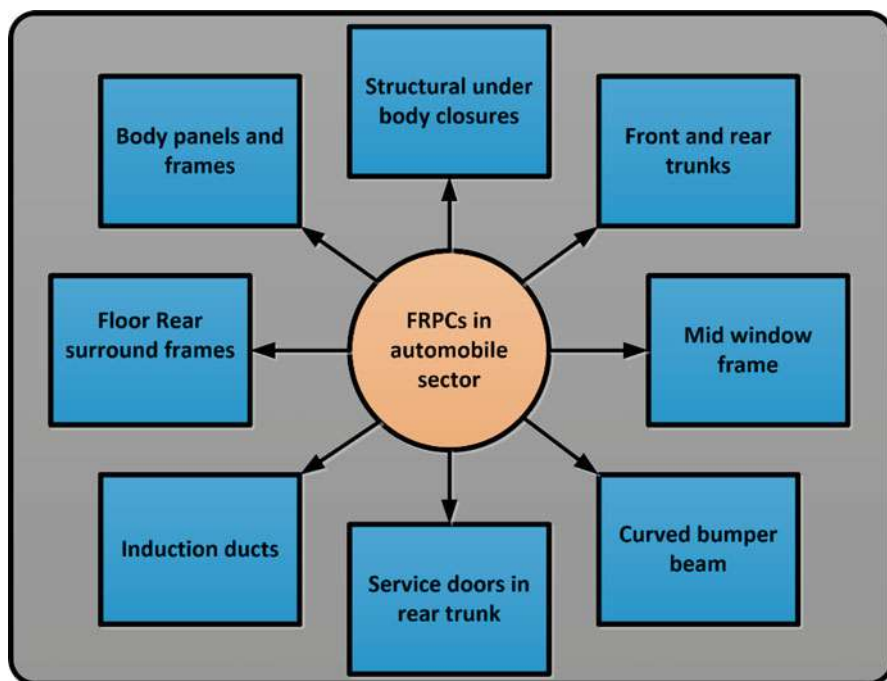 Structural under
body closures
Body panels and
frames
Front and rear
trunks
Floor Rear
surround frames
FRPCs in
automobile
sector
Mid window
frame
Induction ducts
Service doors in
rear trunk
Curved bumper
beam